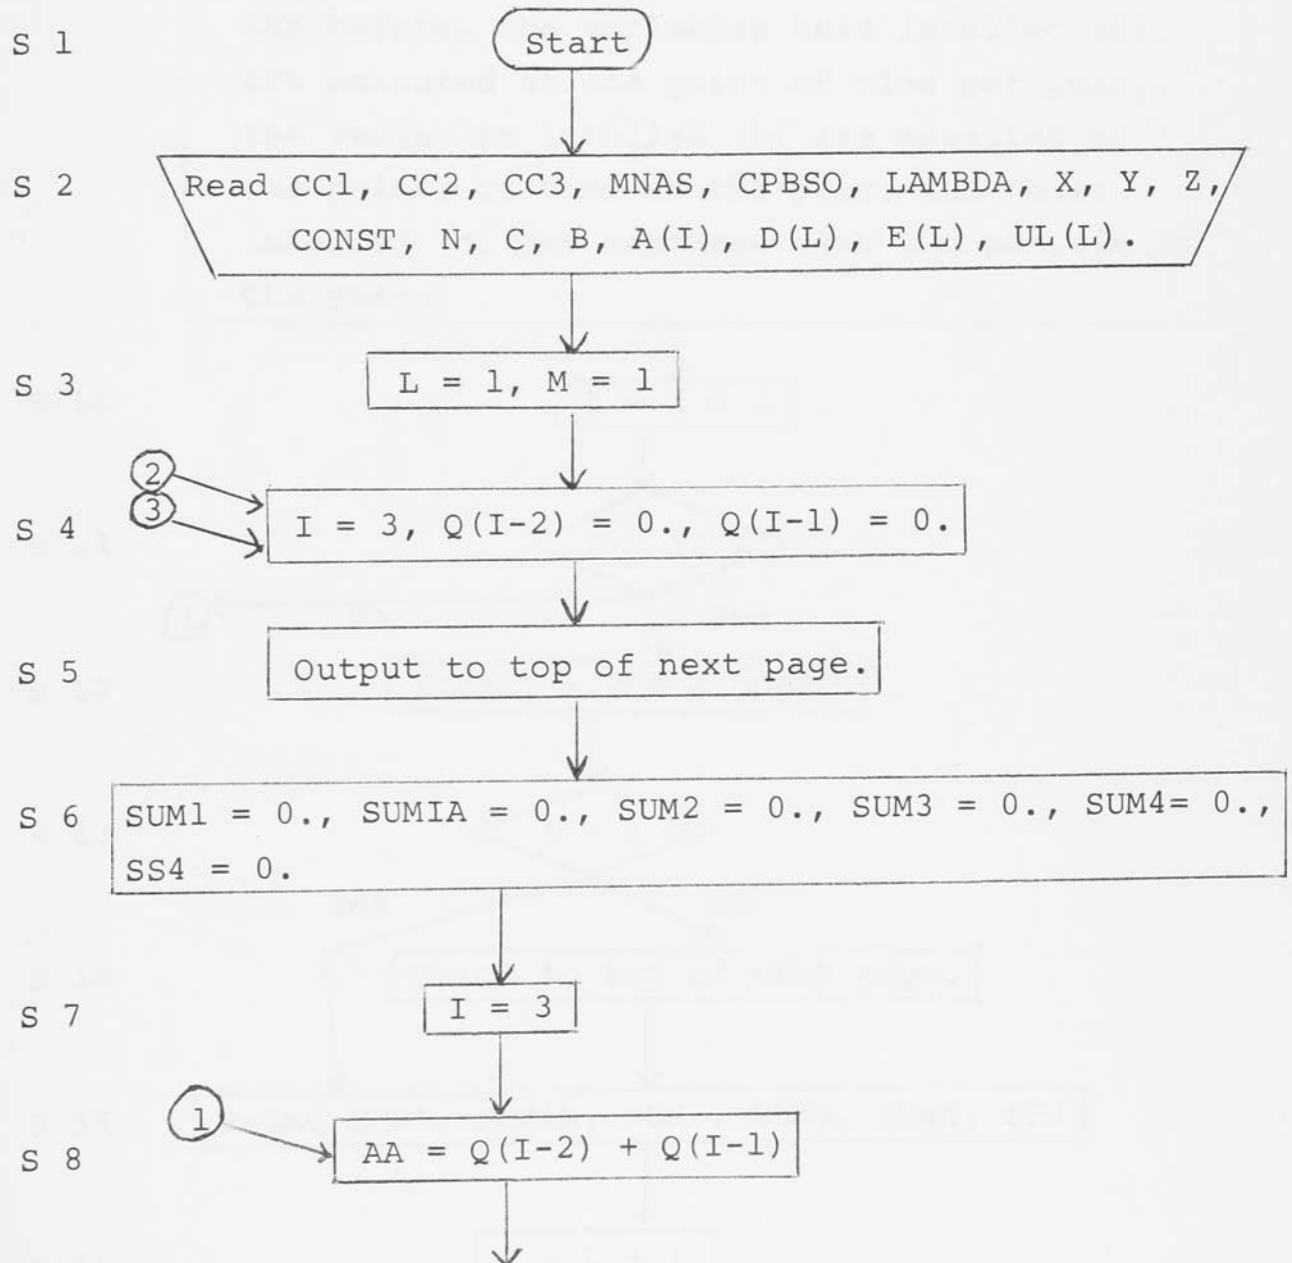 S 1 Start
S 2 Read CC1, CC2, CC3, MNAS, CPBSO, LAMBDA, X, Y, Z,
CONST, N, C, B, A(I), D(L), E(L), UL(L).
S 3 L = 1, M = 1
2
3
S 4 I = 3, Q(I-2) = 0., Q(I-1) = 0.
S 5 Output to top of next page.
S 6 SUM1 = 0., SUMIA = 0., SUM2 = 0., SUM3 = 0., SUM4= 0.,
SS4 = 0.
S 7 I = 3
1
S 8 AA = Q(I-2) + Q(I-1)